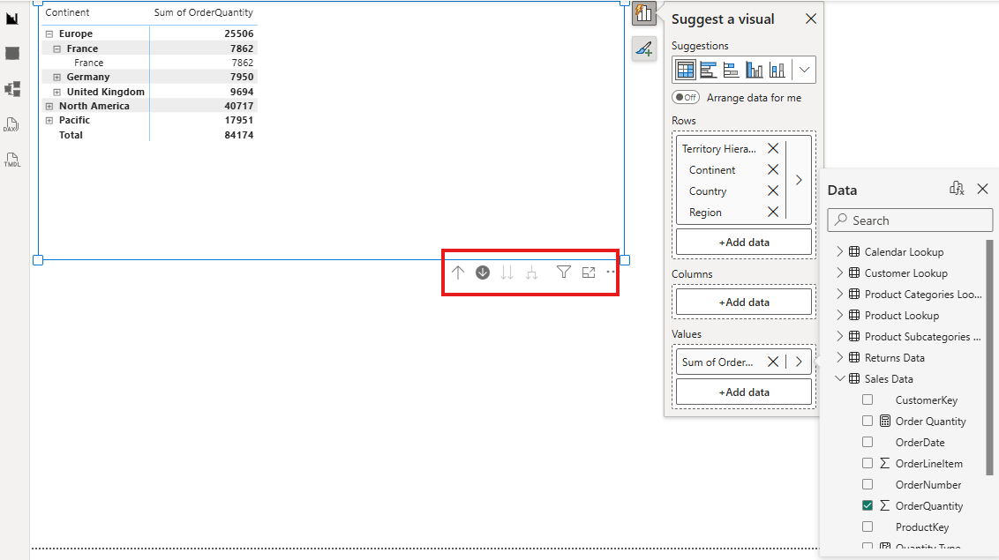 Continent Sum of OrderQuantity
Europe 25506
France 7862
France 7862
Germany 7950
United Kingdom 9694
North America 40717
Pacific 17951
Total 84174
DAX
TMDL
Suggest a visual
Suggestions
Off Arrange data for me
Rows
Territory Hiera...
Continent
Country
Region
+Add data
Columns
+Add data
Values
Sum of Order...
+Add data
Data
Search
Calendar Lookup
Customer Lookup
Product Categories Loo...
Product Lookup
Product Subcategories ...
Returns Data
Sales Data
CustomerKey
Order Quantity
OrderDate
OrderLineItem
OrderNumber
OrderQuantity
ProductKey
Quantity Type